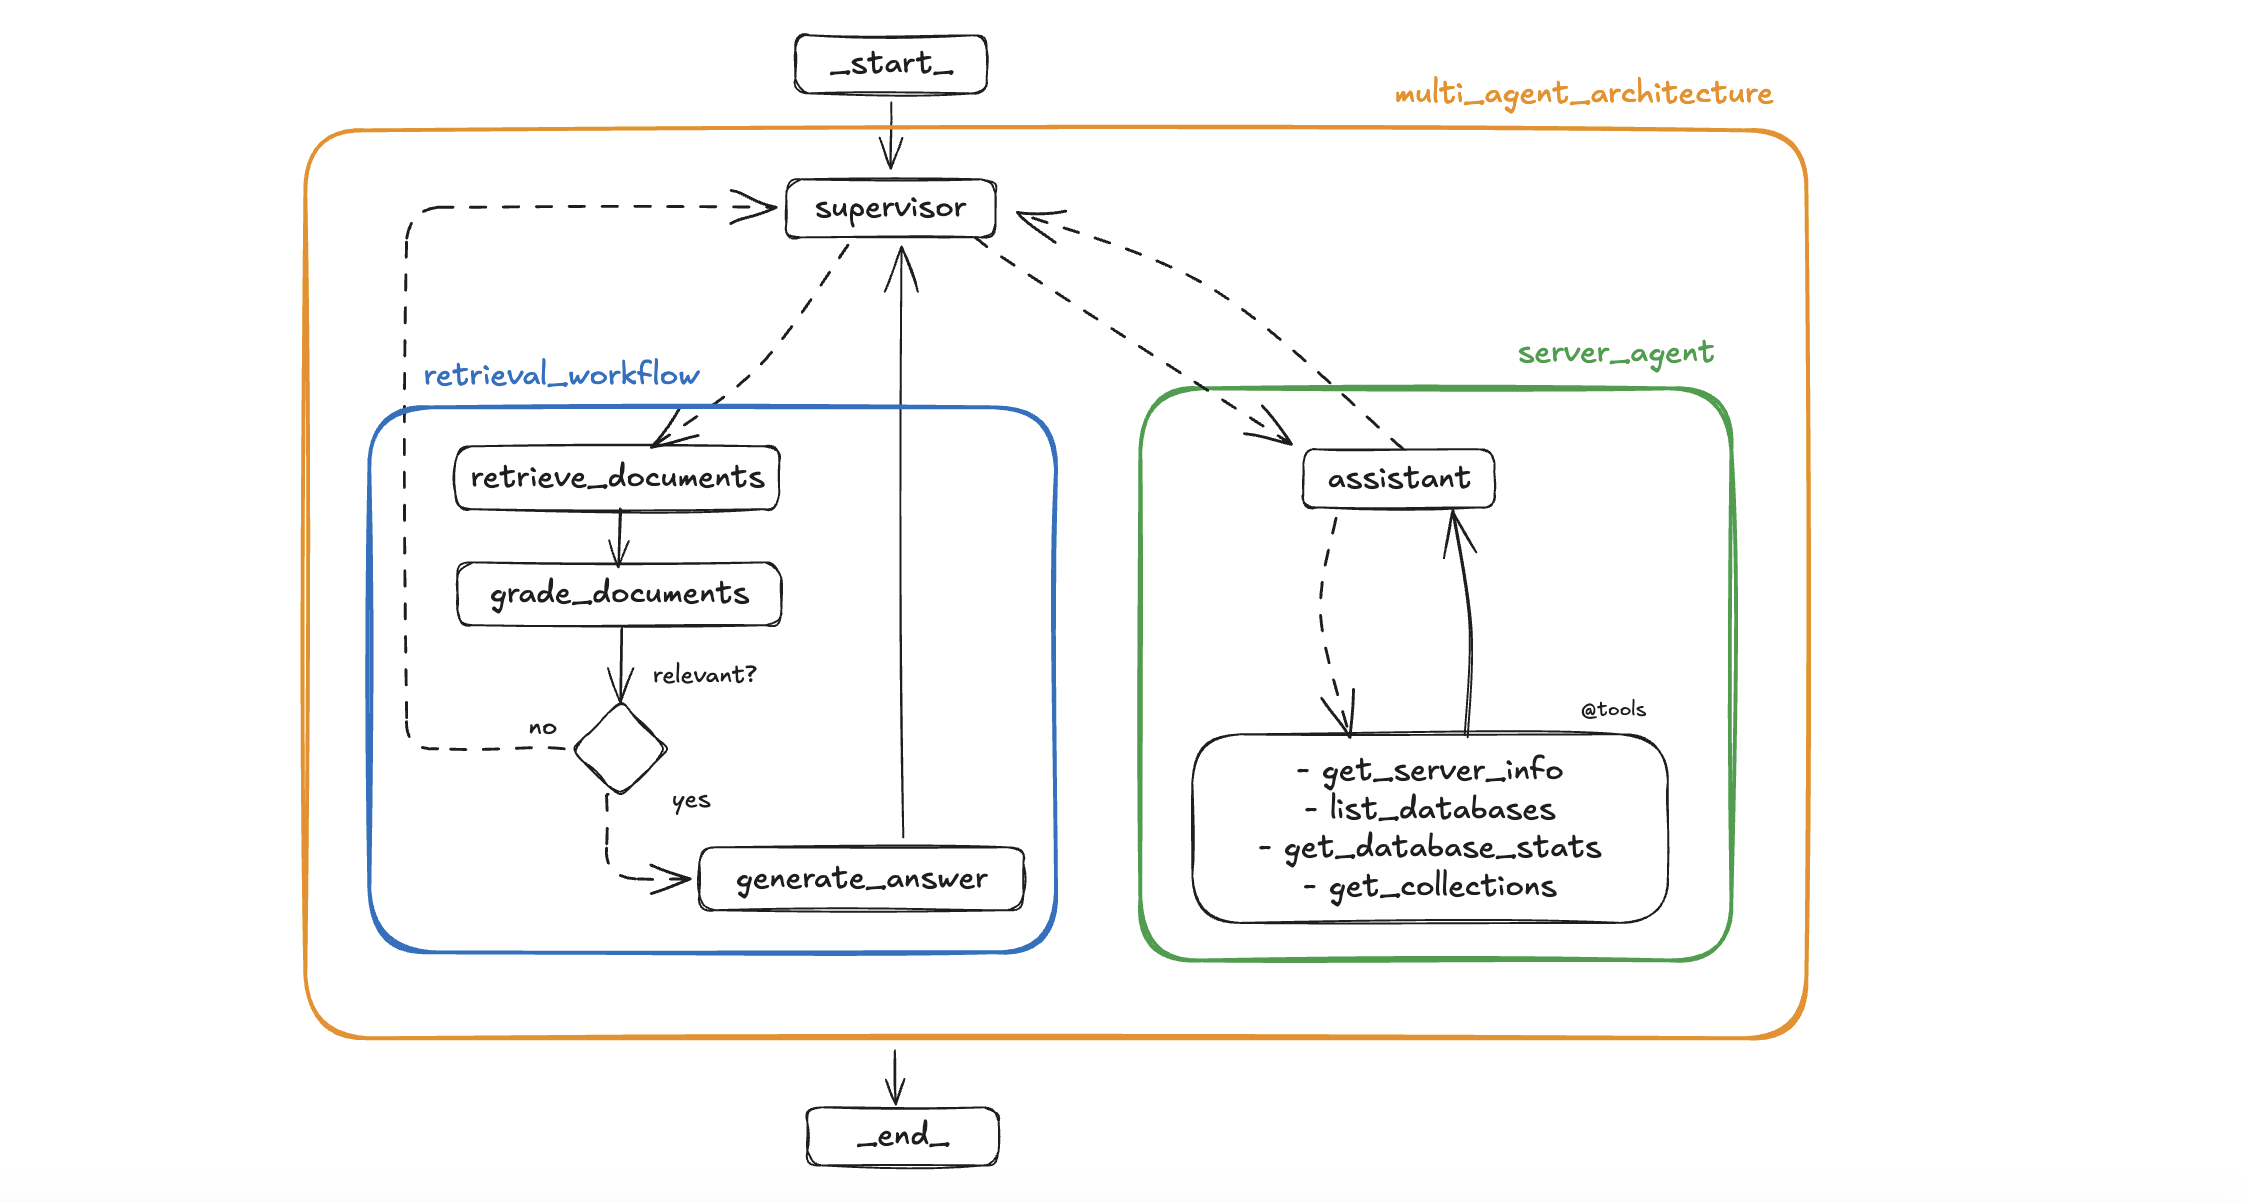 _start_
multi_agent_architecture
supervisor
retrieval_workflow
server_agent
retrieve_documents
assistant
grade_documents
relevant?
no
yes
generate_answer
@tools
- get_server_info
- list_databases
- get_database_stats
- get_collections
_end_